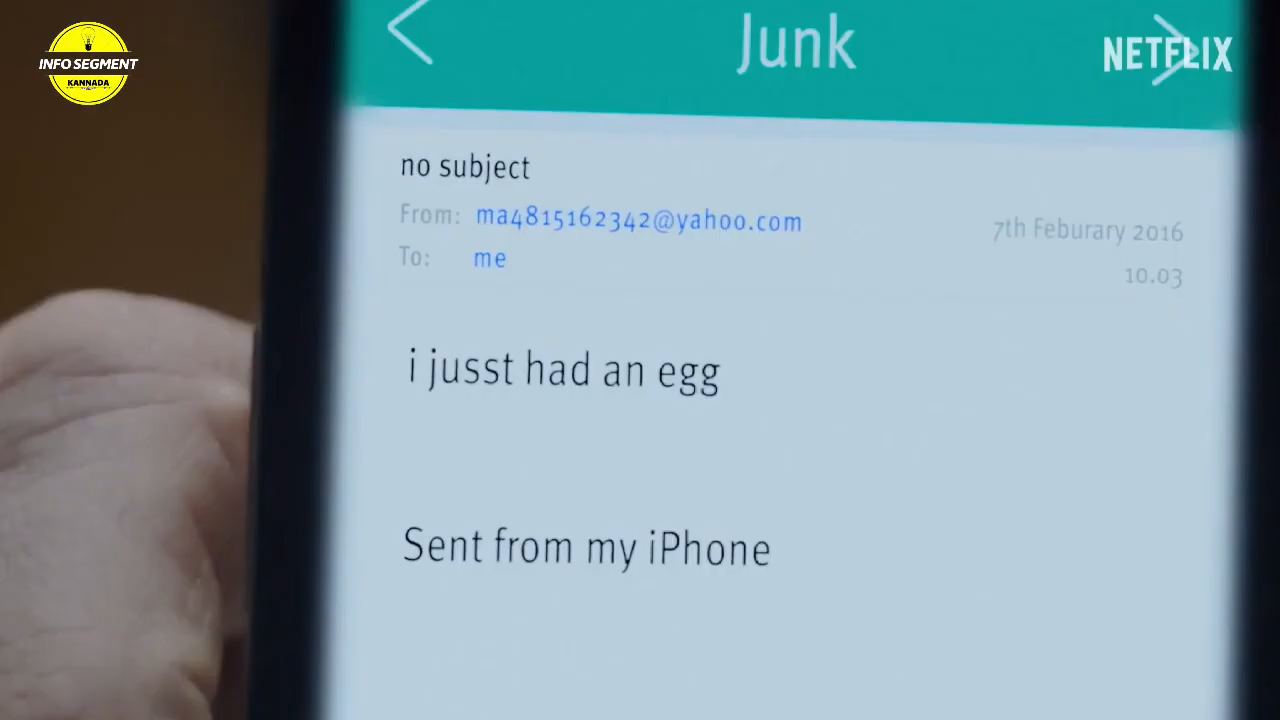 INFO SEGMENT
KANNADA
Junk
NETFLIX
no subject
From: ma4815162342@yahoo.com
7th Feburary 2016
To: me
10.03
i jusst had an egg
Sent from my iPhone